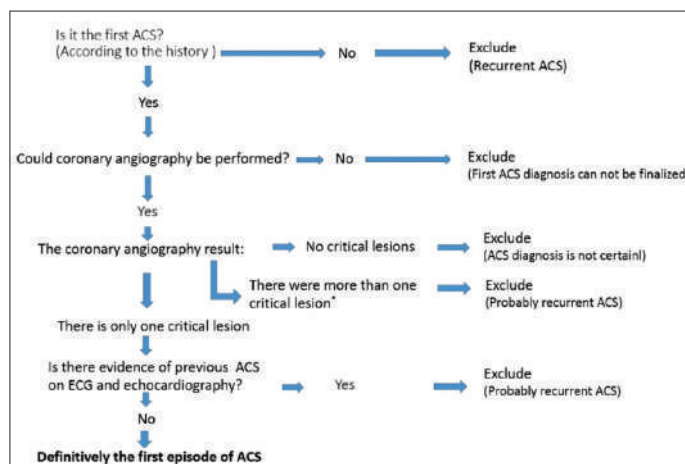 Is it the first ACS?
(According to the history )
No
Exclude
(Recurrent ACS)
Yes
Could coronary angiography be performed?
No
Exclude
(First ACS diagnosis can not be finalized
Yes
The coronary angiography result:
No critical lesions
Exclude
(ACS diagnosis is not certainl)
There were more than one
critical lesion*
Exclude
(Probably recurrent ACS)
There is only one critical lesion
Is there evidence of previous ACS
on ECG and echocardiography?
Yes
Exclude
(Probably recurrent ACS)
No
Definitively the first episode of ACS